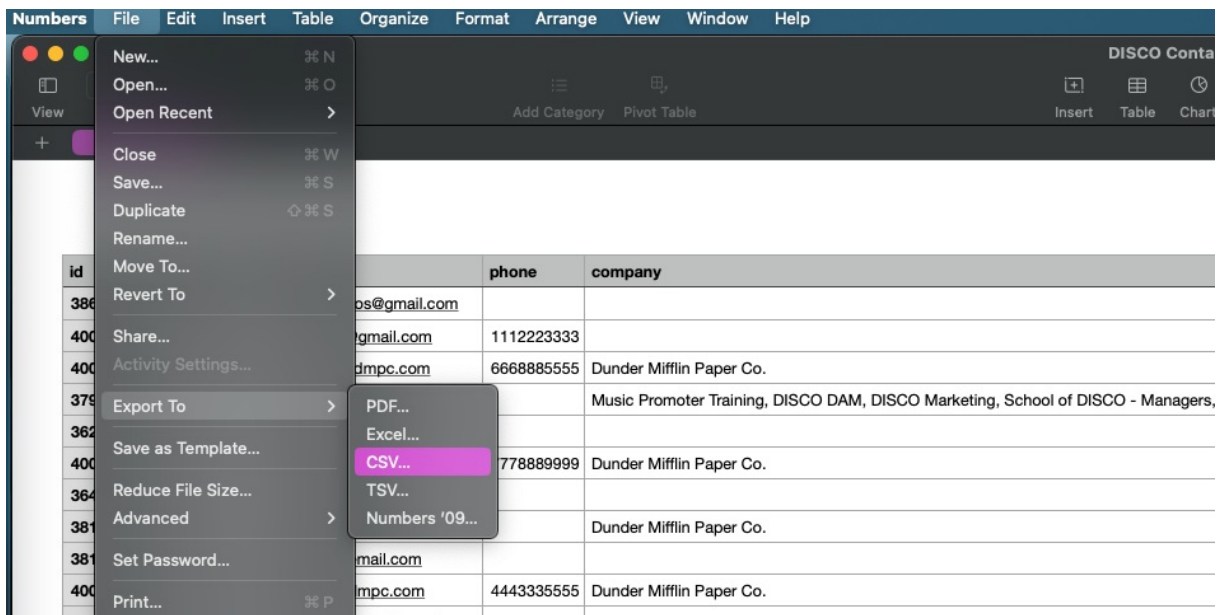 Numbers File Edit Insert Table Organize Format Arrange View Window Help
DISCO Conta
View Add Category Pivot Table Insert Table Chart
New... ⌘ N
Open... ⌘ O
Open Recent
Close ⌘ W
Save... ⌘ S
Duplicate ⇧ ⌘ S
Rename...
Move To...
Revert To
Share...
Activity Settings...
Export To
Save as Template...
Reduce File Size...
Advanced
Set Password...
Print... ⌘ P
PDF...
Excel...
CSV...
TSV...
Numbers '09...
id phone company
386 os@gmail.com
400 gmail.com 1112223333
400 dmpc.com 6668885555 Dunder Mifflin Paper Co.
379 Music Promoter Training, DISCO DAM, DISCO Marketing, School of DISCO - Managers,
362
400 778889999 Dunder Mifflin Paper Co.
364
381 Dunder Mifflin Paper Co.
381 mail.com
400 mpc.com 4443335555 Dunder Mifflin Paper Co.